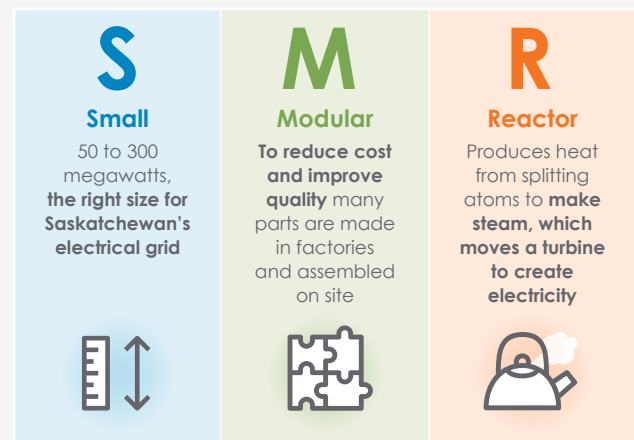 S
Small
50 to 300
megawatts,
the right size for
Saskatchewan's
electrical grid
M
Modular
To reduce cost
and improve
quality many
parts are made
in factories
and assembled
on site
R
Reactor
Produces heat
from splitting
atoms to make
steam, which
moves a turbine
to create
electricity